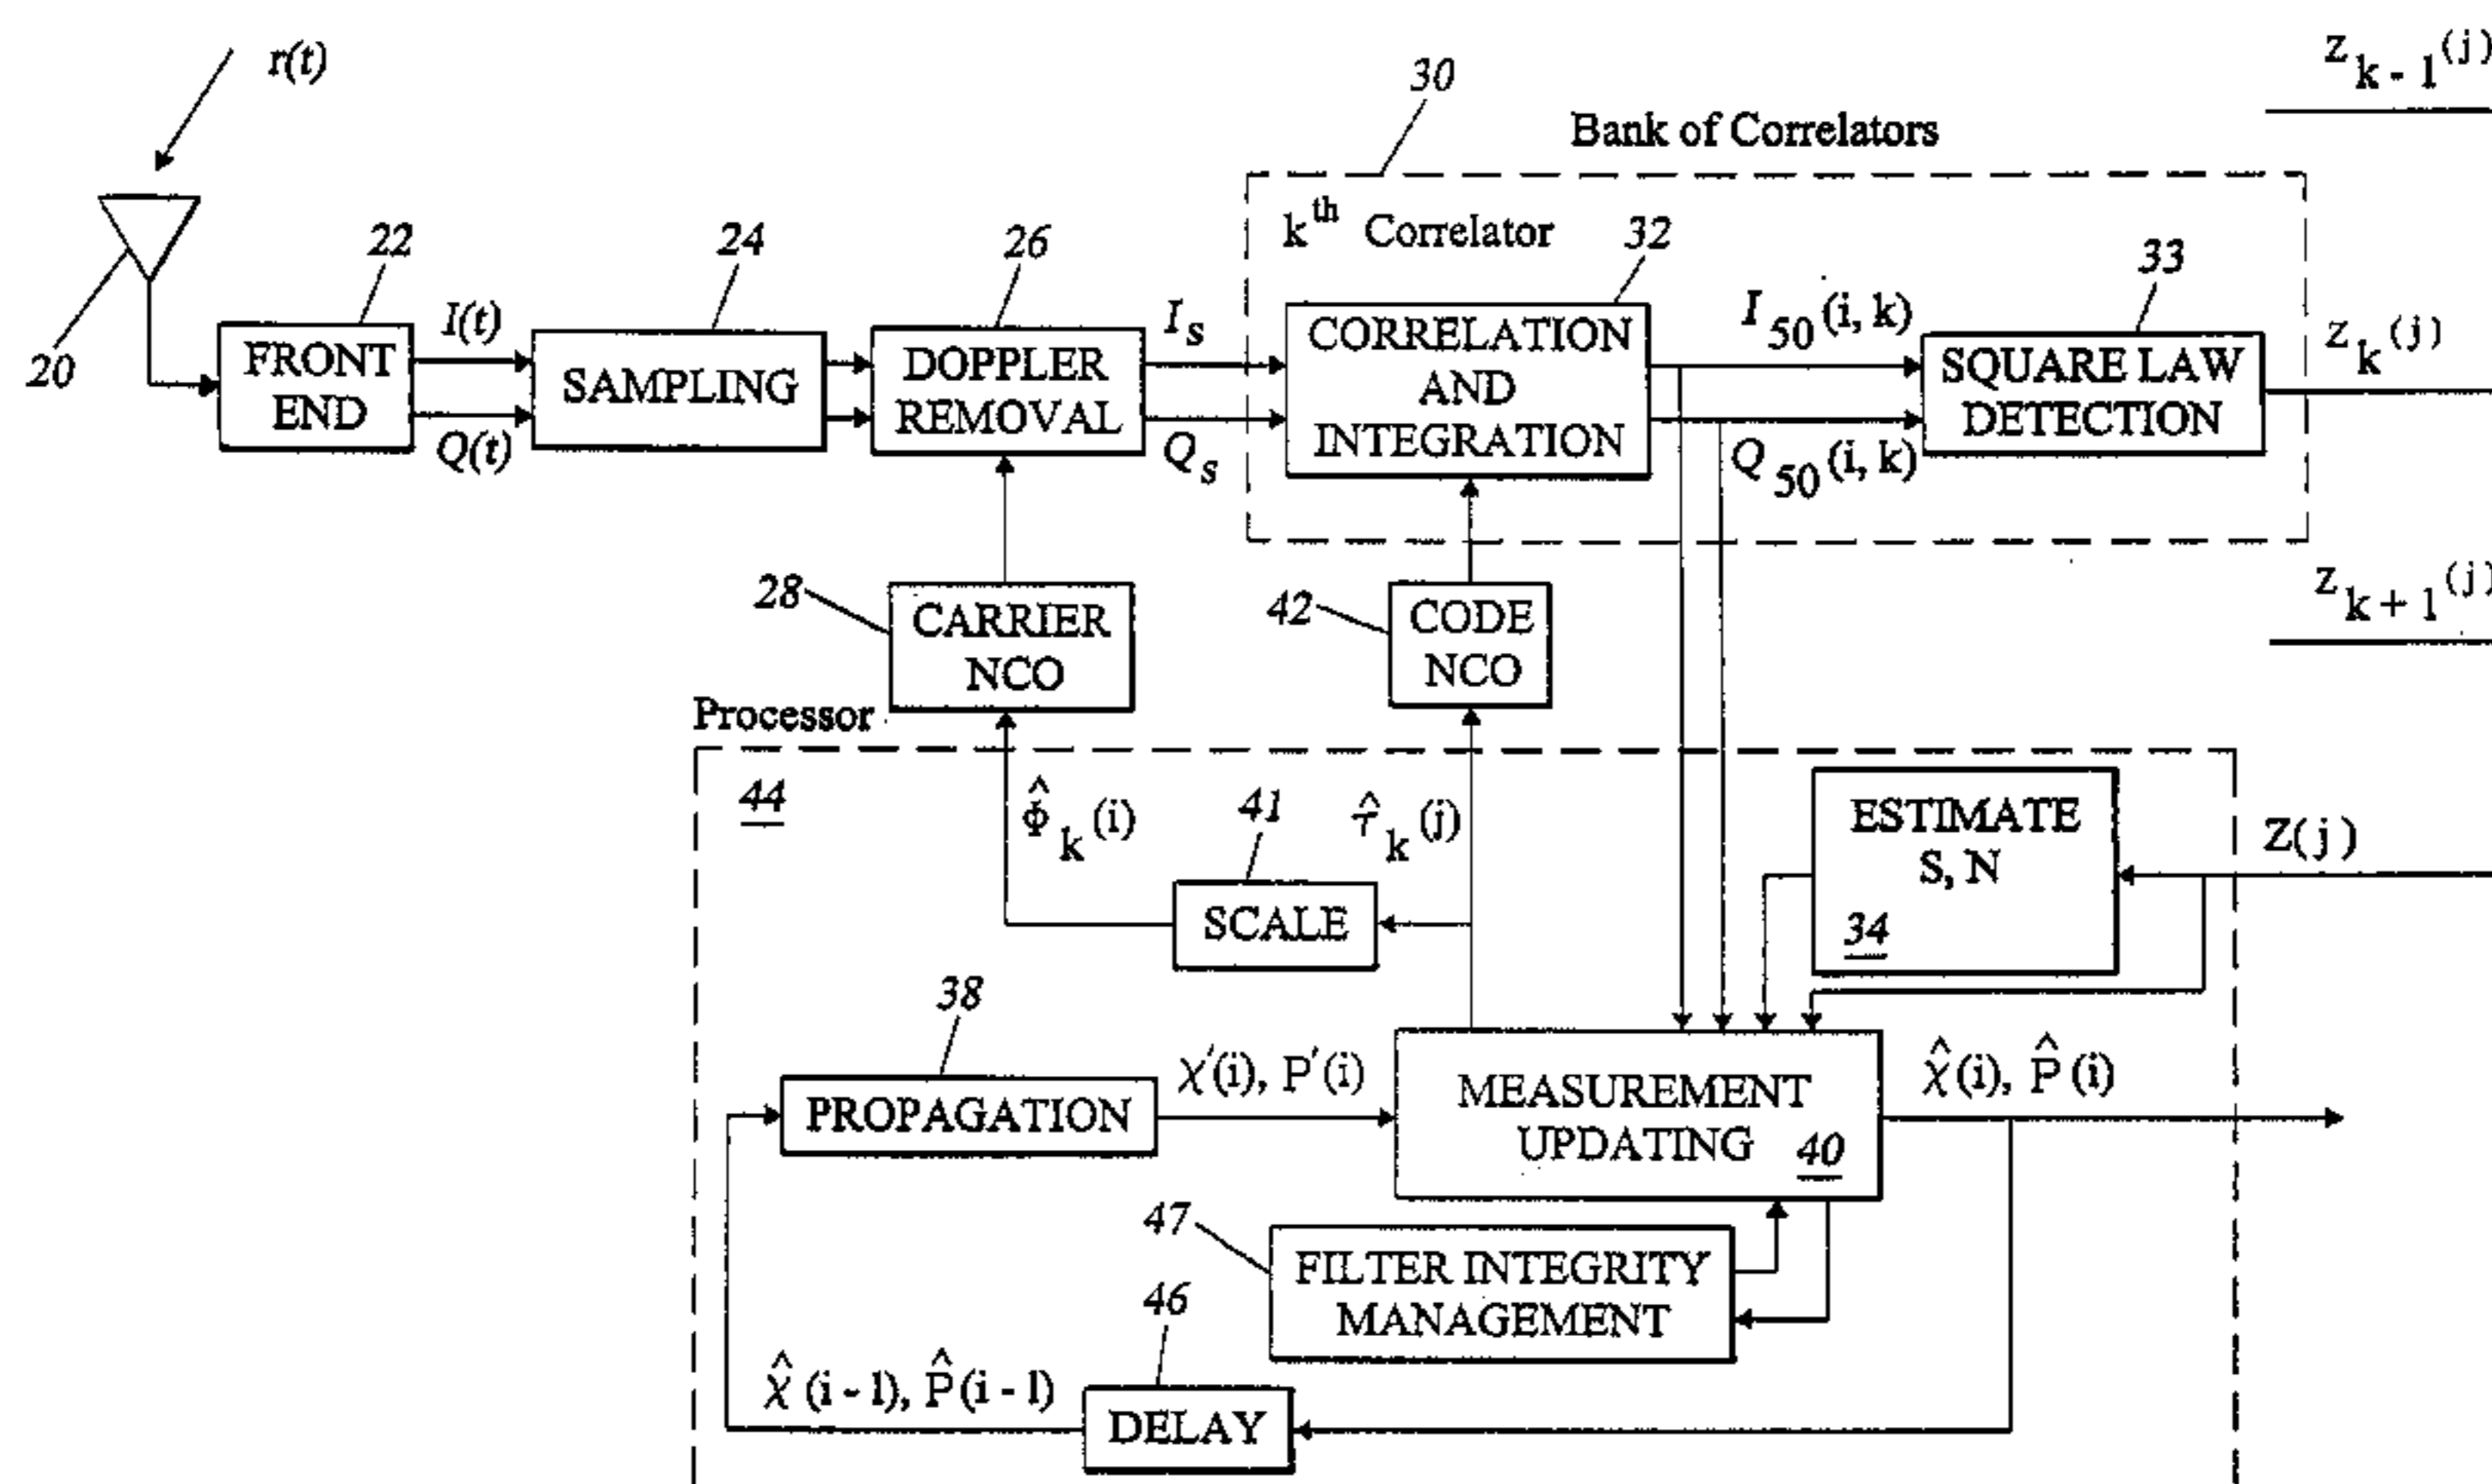 r(t)
30
z k - 1 (j)
Bank of Correlators
22
24
26
k th Correlator
32
33
20
FRONT
END
I(t)
Q(t)
SAMPLING
DOPPLER
REMOVAL
I s
Q s
CORRELATION
AND
INTEGRATION
I 50 (i, k)
Q 50 (i, k)
SQUARE LAW
DETECTION
z k (j)
28
CARRIER
NCO
42
CODE
NCO
z k + 1 (j)
Processor
44
Φ̂ k (i)
41
τ̂ k (j)
ESTIMATE
S, N
34
Z(j)
SCALE
38
PROPAGATION
χ'(i), P'(i)
MEASUREMENT
UPDATING
40
χ̂(i), P̂(i)
47
FILTER INTEGRITY
MANAGEMENT
46
χ̂(i - l), P̂(i - l)
DELAY